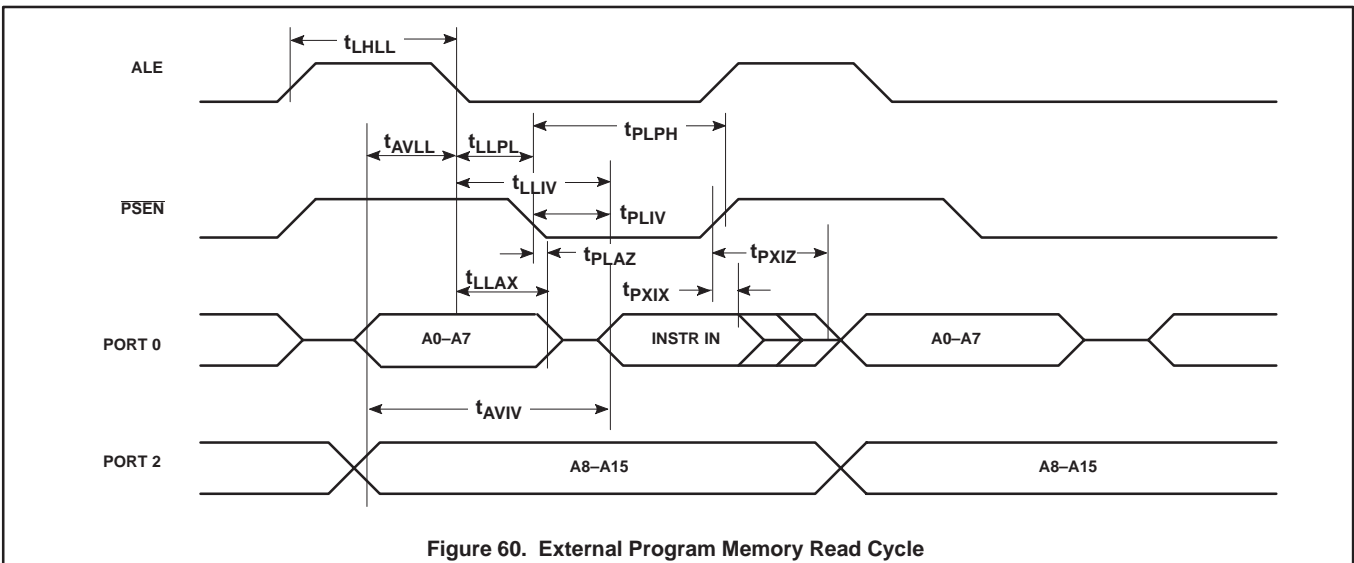 tLHLL
ALE
tPLPH
tAVLL tLLPL
tLLIV
PSEN
tPLIV
tPLAZ tPXIZ
tLLAX
tPXIX
PORT 0 A0–A7 INSTR IN A0–A7
tAVIV
PORT 2 A8–A15 A8–A15
Figure 60. External Program Memory Read Cycle